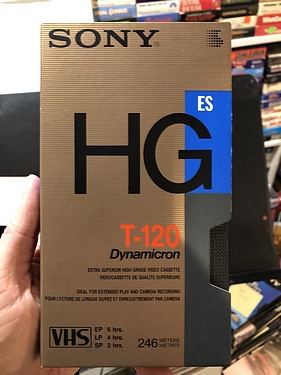 SONY
ES
HG
T-120
Dynamicron
EXTRA SUPERIOR HIGH GRADE VIDEO CASSETTE
VIDEOCASSETTE DE QUALITE SUPERIEURE
IDEAL FOR EXTENDED PLAY AND CAMERA RECORDING
POUR LECTURE DE LONGUE DUREE ET ENREGISTREMENT PAR CAMERA
VHS
EP 6 hrs.
LP 4 hrs.
SP 2 hrs.
246 METERS
METRES